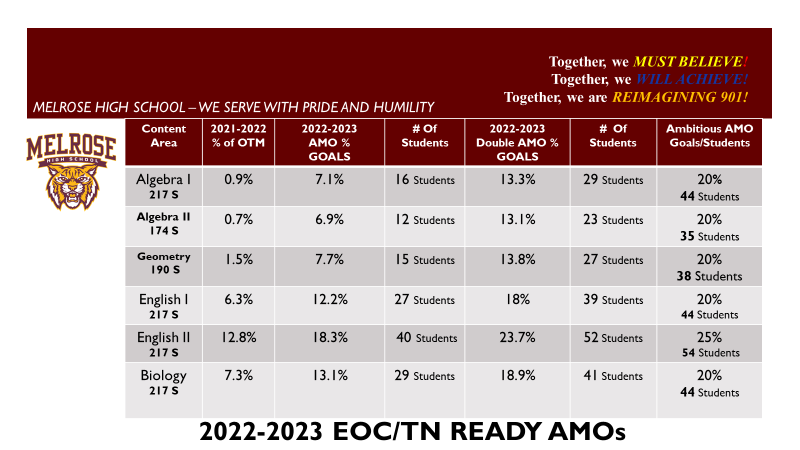 Together, we MUST BELIEVE!
Together, we WILL ACHIEVE!
Together, we are REIMAGINING 901!
MELROSE HIGH SCHOOL – WE SERVE WITH PRIDE AND HUMILITY
MELROSE
HIGH SCHOOL
Content Area 2021-2022 % of OTM 2022-2023 AMO % GOALS # Of Students 2022-2023 Double AMO % GOALS # Of Students Ambitious AMO Goals/Students
Algebra I 0.9% 7.1% 16 Students 13.3% 29 Students 20%
217 S 44 Students
Algebra II 0.7% 6.9% 12 Students 13.1% 23 Students 20%
174 S 35 Students
Geometry 1.5% 7.7% 15 Students 13.8% 27 Students 20%
190 S 38 Students
English I 6.3% 12.2% 27 Students 18% 39 Students 20%
217 S 44 Students
English II 12.8% 18.3% 40 Students 23.7% 52 Students 25%
217 S 54 Students
Biology 7.3% 13.1% 29 Students 18.9% 41 Students 20%
217 S 44 Students
2022-2023 EOC/TN READY AMOs